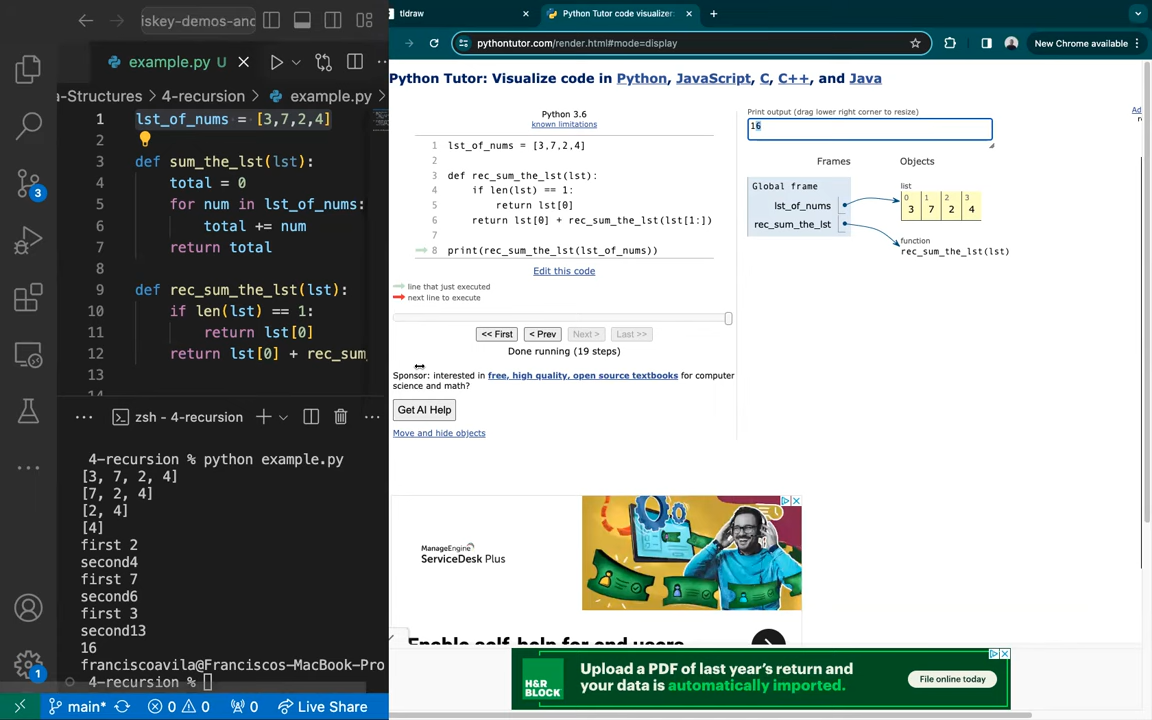 iskey-demos-and
example.py U
a-Structures > 4-recursion > example.py >
1 lst_of_nums = [3,7,2,4]
2
3 def sum_the_lst(lst):
4 total = 0
5 for num in lst_of_nums:
6 total += num
7 return total
8
9 def rec_sum_the_lst(lst):
10 if len(lst) == 1:
11 return lst[0]
12 return lst[0] + rec_sum
13
14
3
1
zsh - 4-recursion
4-recursion % python example.py
[3, 7, 2, 4]
[7, 2, 4]
[2, 4]
[4]
first 2
second4
first 7
second6
first 3
second13
16
franciscoavila@Franciscos-MacBook-Pro
4-recursion %
main* 0 0 0 Live Share
tldraw
Python Tutor code visualizer:
pythontutor.com/render.html#mode=display
New Chrome available
Python Tutor: Visualize code in Python, JavaScript, C, C++, and Java
Python 3.6
known limitations
1 lst_of_nums = [3,7,2,4]
2
3 def rec_sum_the_lst(lst):
4 if len(lst) == 1:
5 return lst[0]
6 return lst[0] + rec_sum_the_lst(lst[1:])
7
8 print(rec_sum_the_lst(lst_of_nums))
Edit this code
line that just executed
next line to execute
<< First < Prev Next > Last >>
Done running (19 steps)
Sponsor: interested in free, high quality, open source textbooks for computer
science and math?
Get AI Help
Move and hide objects
Print output (drag lower right corner to resize)
16
Frames Objects
Global frame
lst_of_nums
rec_sum_the_lst
list
0 1 2 3
3 7 2 4
function
rec_sum_the_lst(lst)
Ad
ManageEngine
ServiceDesk Plus
Enable self-help for end users
H&R
BLOCK
Upload a PDF of last year's return and
your data is automatically imported.
File online today